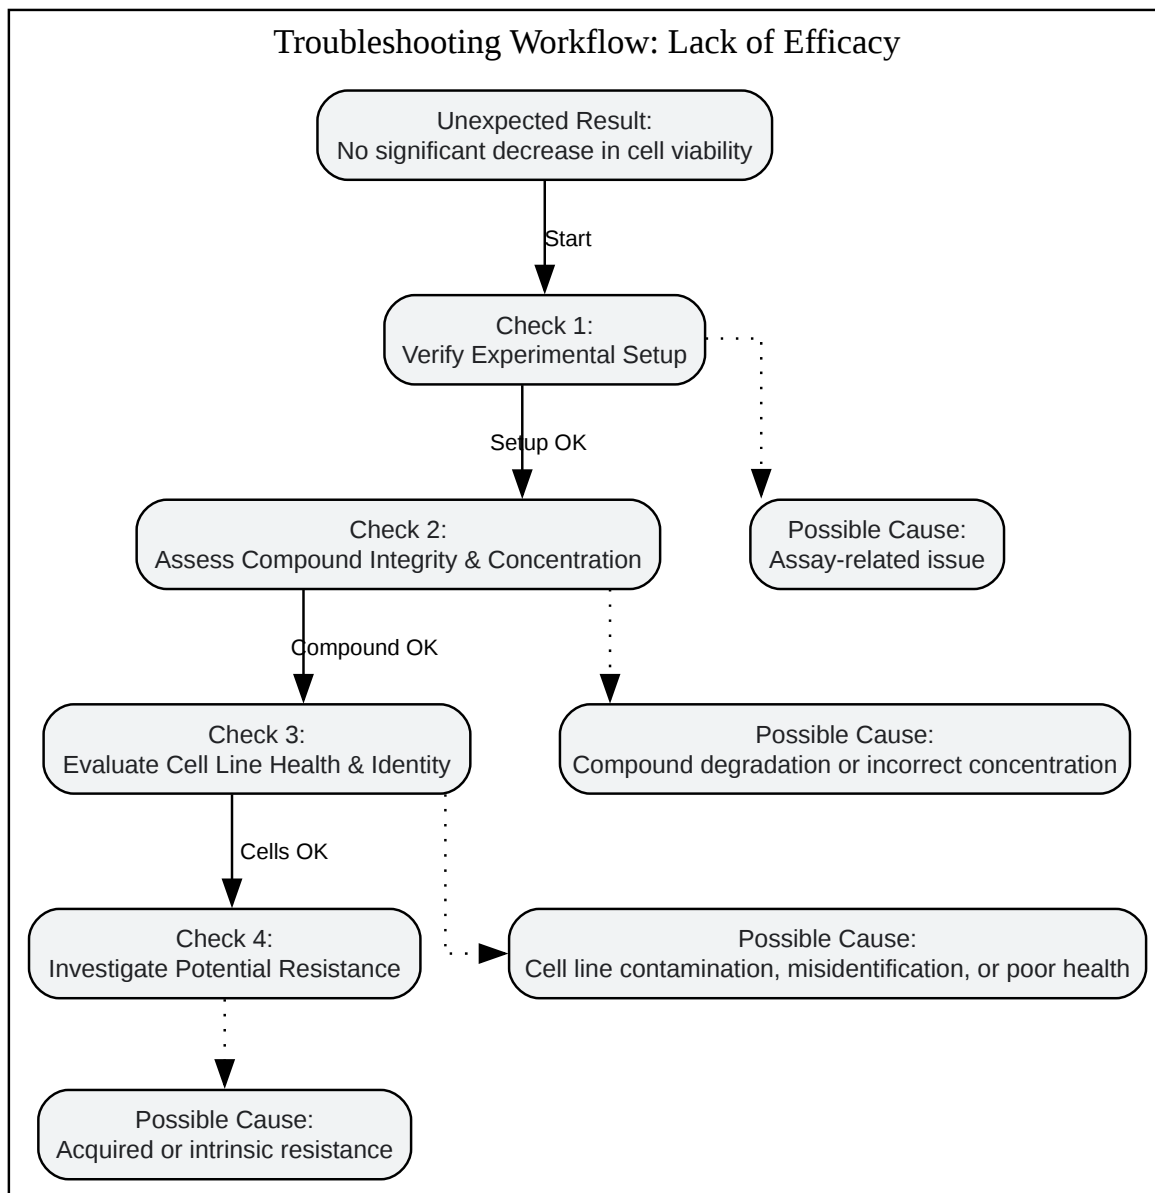 Troubleshooting Workflow: Lack of Efficacy
Unexpected Result:
No significant decrease in cell viability
Start
Check 1:
Verify Experimental Setup
Setup OK
Check 2:
Assess Compound Integrity & Concentration
Possible Cause:
Assay-related issue
Compound OK
Check 3:
Evaluate Cell Line Health & Identity
Possible Cause:
Compound degradation or incorrect concentration
Cells OK
Check 4:
Investigate Potential Resistance
Possible Cause:
Cell line contamination, misidentification, or poor health
Possible Cause:
Acquired or intrinsic resistance